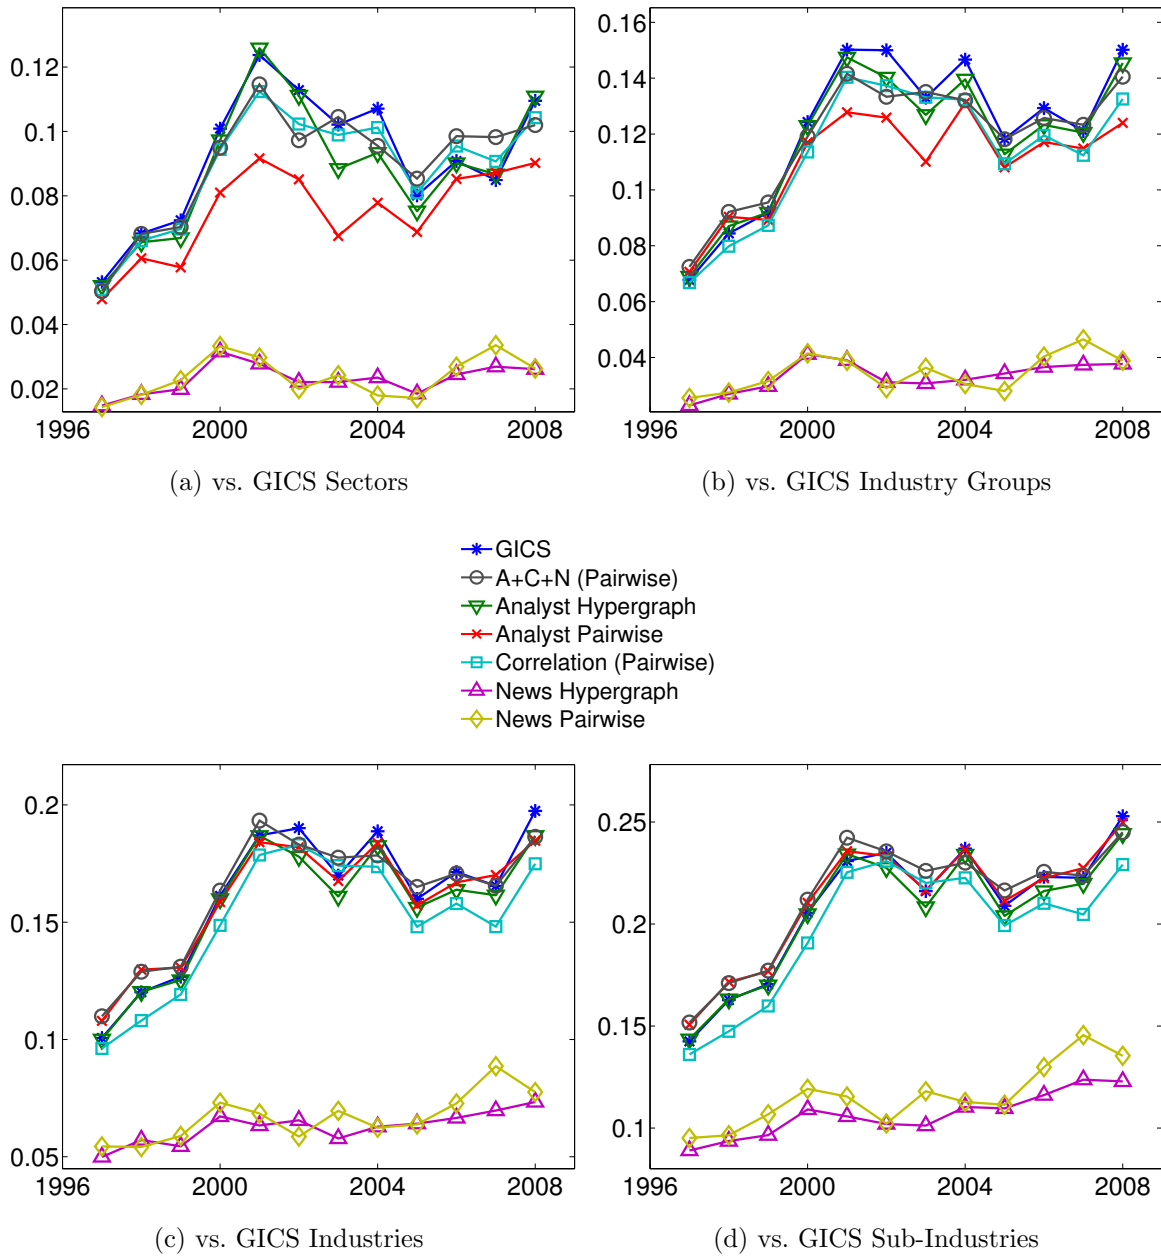 0.12
0.1
0.08
0.06
0.04
0.02
1996 2000 2004 2008
(a) vs. GICS Sectors
0.16
0.14
0.12
0.1
0.08
0.06
0.04
1996 2000 2004 2008
(b) vs. GICS Industry Groups
GICS
A+C+N (Pairwise)
Analyst Hypergraph
Analyst Pairwise
Correlation (Pairwise)
News Hypergraph
News Pairwise
0.2
0.15
0.1
0.05
1996 2000 2004 2008
(c) vs. GICS Industries
0.25
0.2
0.15
0.1
1996 2000 2004 2008
(d) vs. GICS Sub-Industries